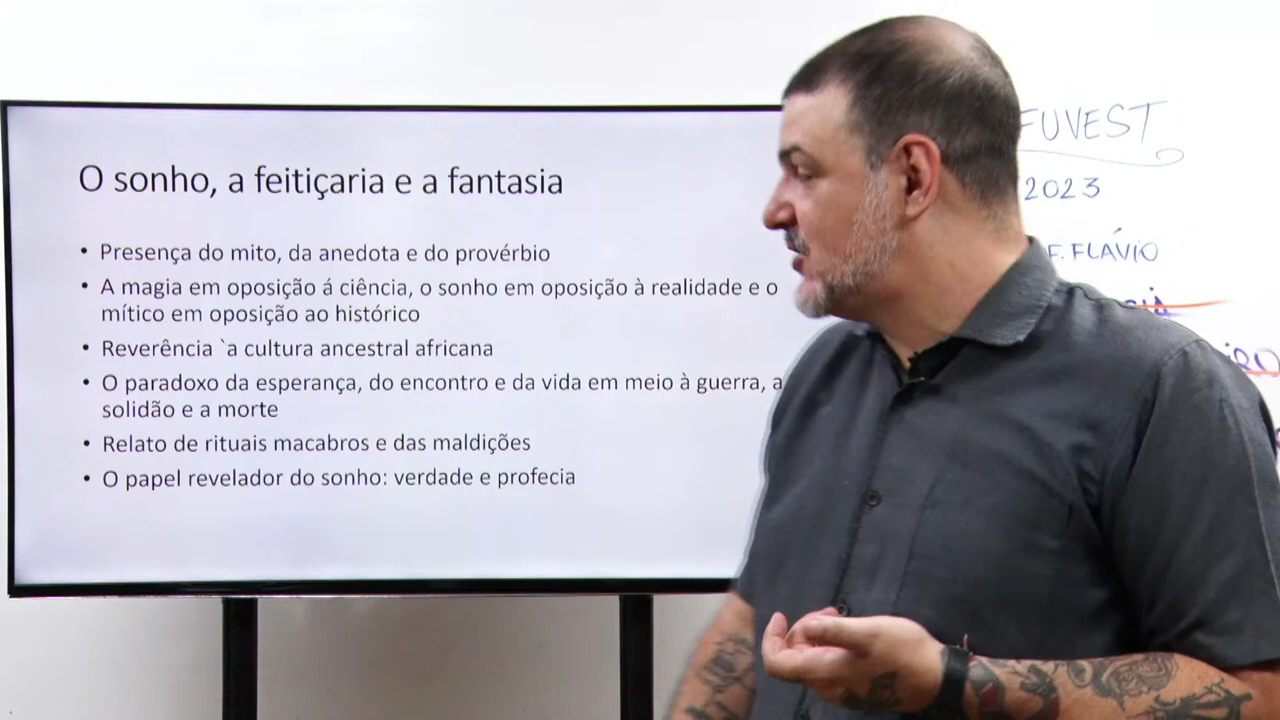 O sonho, a feitiçaria e a fantasia
• Presença do mito, da anedota e do provérbio
• A magia em oposição á ciência, o sonho em oposição à realidade e o
mítico em oposição ao histórico
• Reverência `a cultura ancestral africana
• O paradoxo da esperança, do encontro e da vida em meio à guerra, a
solidão e a morte
• Relato de rituais macabros e das maldições
• O papel revelador do sonho: verdade e profecia
FUVEST
2023
F. FLÁVIO